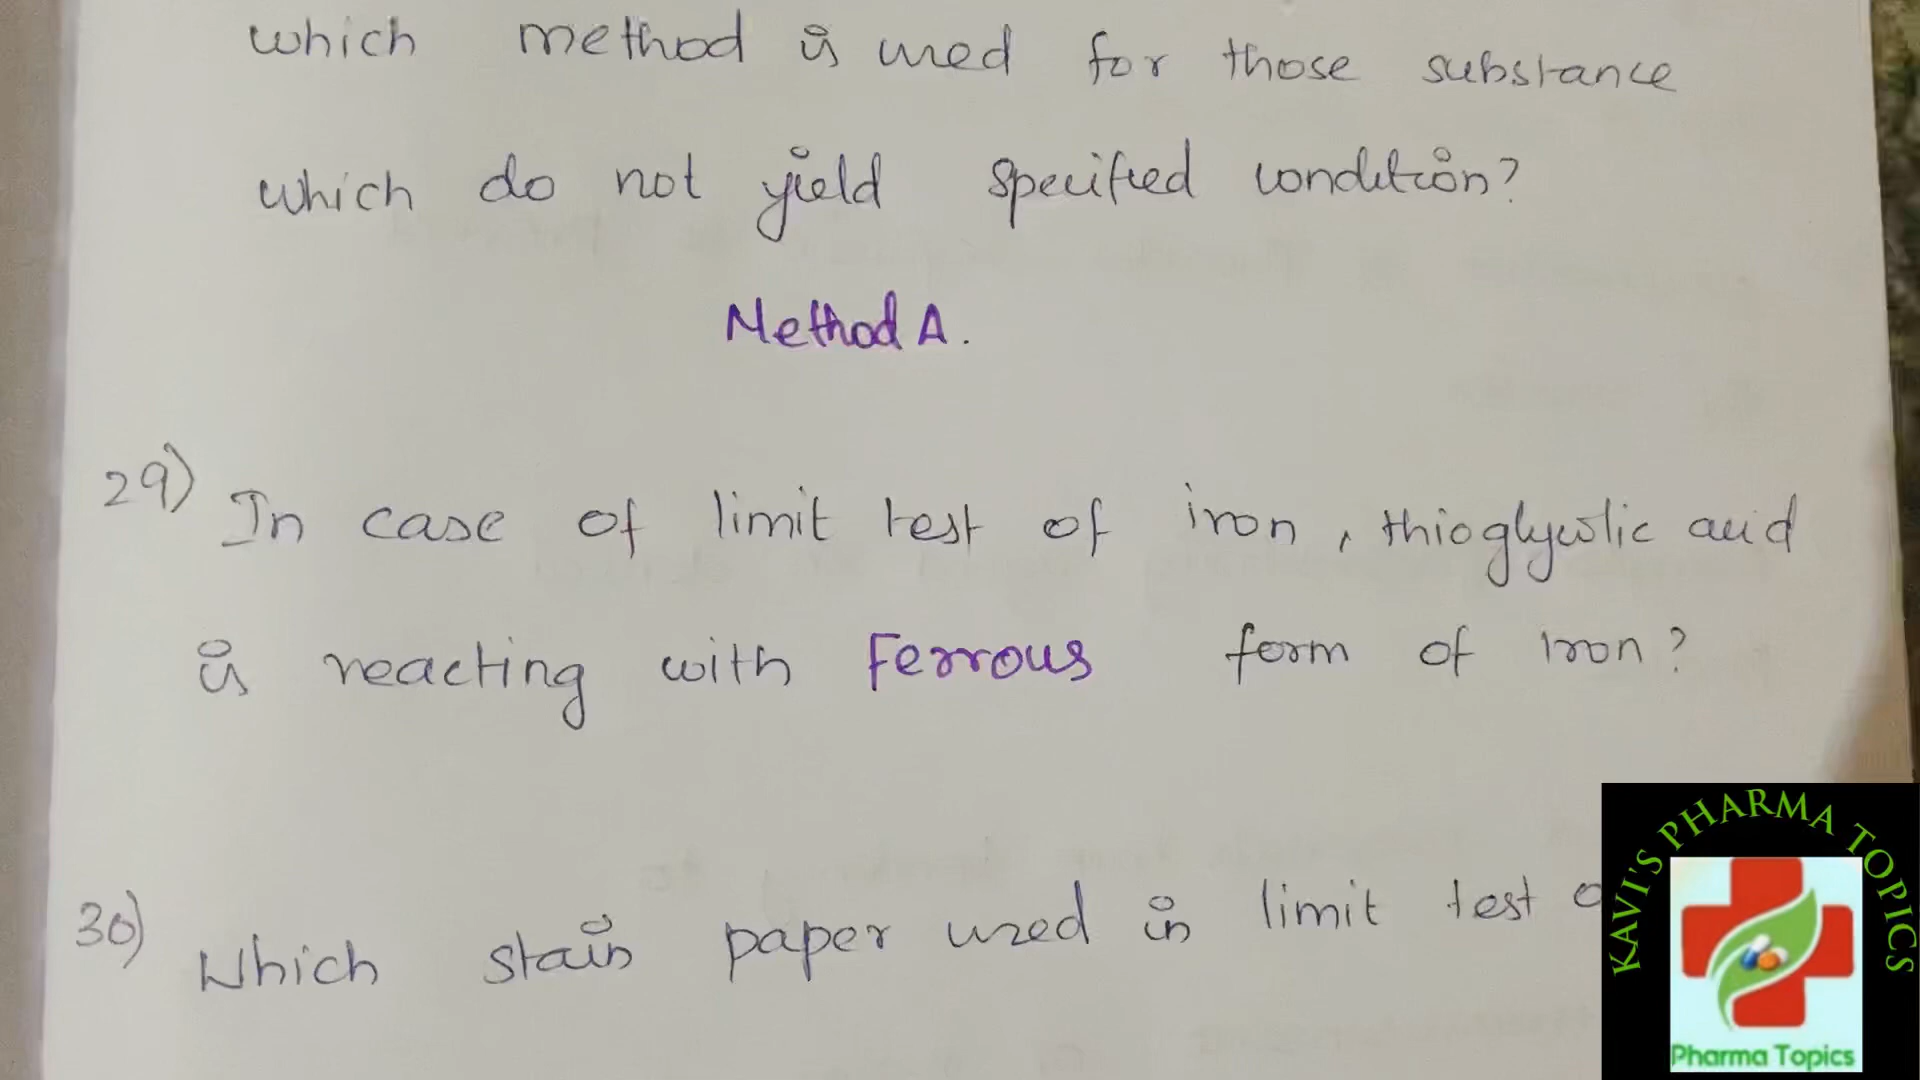 which method is used for those substance
which do not yield specified condition?
Method A.
29) In case of limit test of iron, thioglycolic acid
is reacting with Ferrous form of iron?
30) Which stain paper used in limit test
KAVI'S PHARMA TOPICS
Pharma Topics